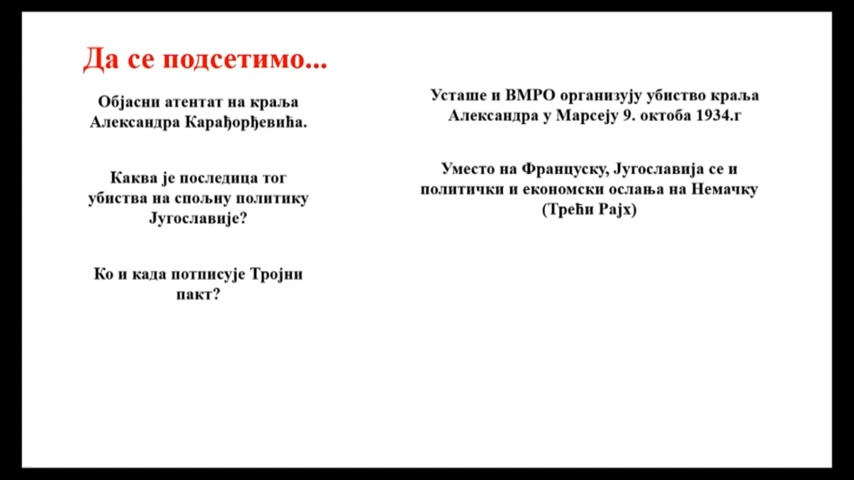 Да се подсетимо...
Објасни атентат на краља
Александра Карађорђевића.
Усташе и ВМРО организују убиство краља
Александра у Марсеју 9. октоба 1934.г
Каква је последица тог
убиства на спољну политику
Југославије?
Уместо на Француску, Југославија се и
политички и економски ослања на Немачку
(Трећи Рајх)
Ко и када потписује Тројни
пакт?